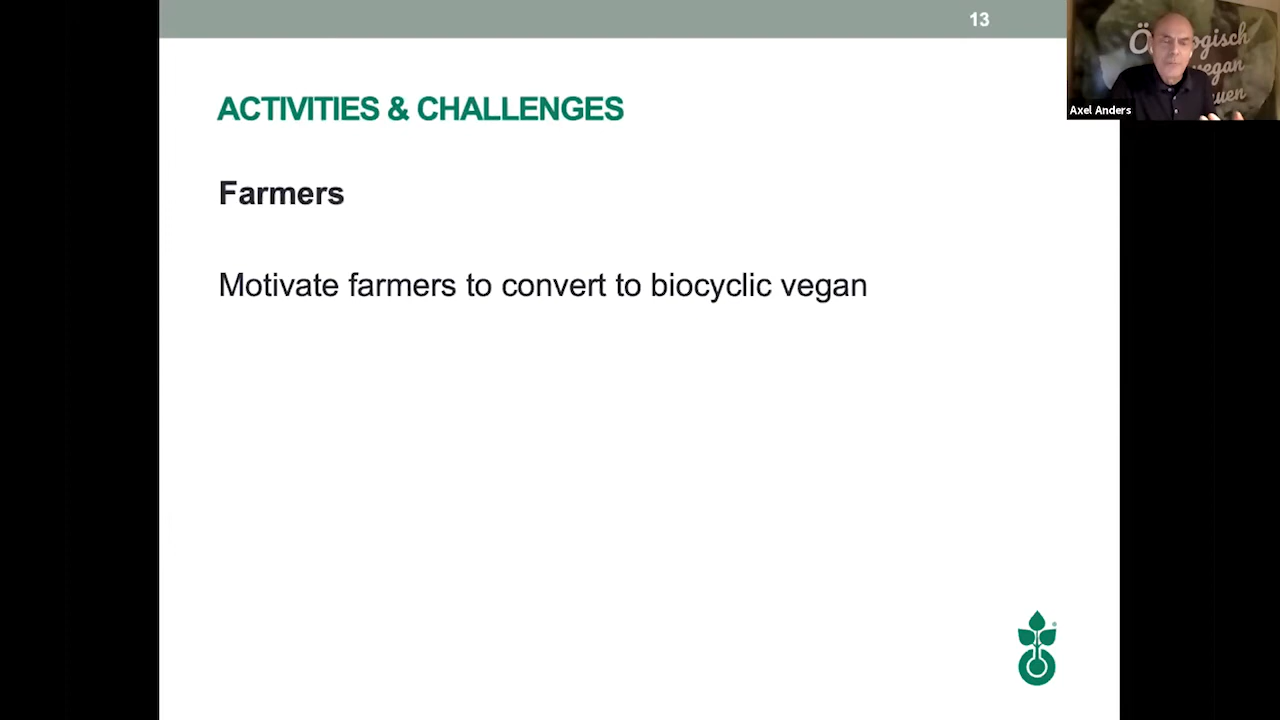 13
ACTIVITIES & CHALLENGES
Farmers
Motivate farmers to convert to biocyclic vegan
Axel Anders